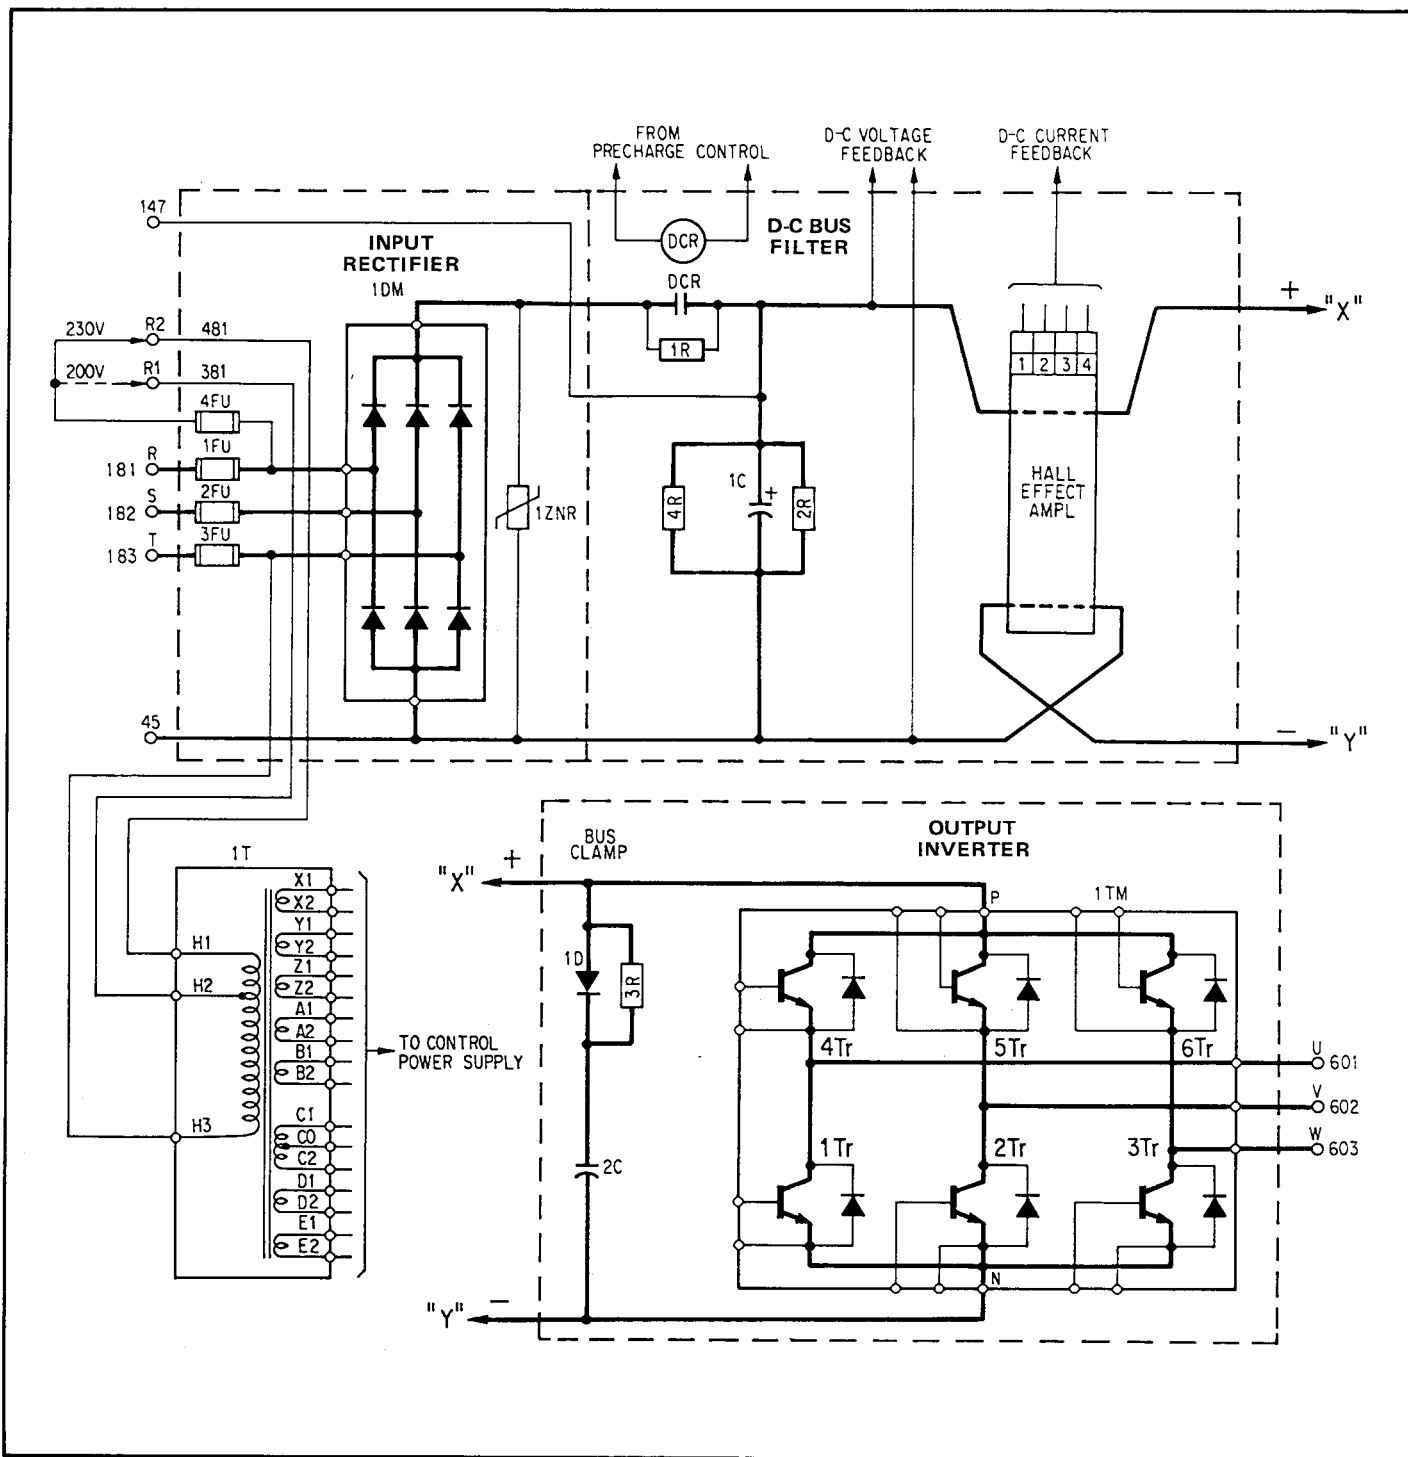 FROM
PRECHARGE CONTROL
D-C VOLTAGE
FEEDBACK
D-C CURRENT
FEEDBACK
147
INPUT
RECTIFIER
1DM
DCR
D-C BUS
FILTER
DCR
1R
+
"X"
230V
R2
481
200V
R1
381
4FU
1FU
181
R
2FU
182
S
3FU
183
T
1ZNR
4R
1C
+
2R
1 2 3 4
HALL
EFFECT
AMPL
45
−
"Y"
1T
H1
H2
H3
X1
X2
Y1
Y2
Z1
Z2
A1
A2
B1
B2
C1
C0
C2
D1
D2
E1
E2
TO CONTROL
POWER SUPPLY
BUS
CLAMP
OUTPUT
INVERTER
"X"
+
P
1TM
1D
3R
4Tr
5Tr
6Tr
U
601
V
602
W
603
1Tr
2Tr
3Tr
2C
N
"Y"
−